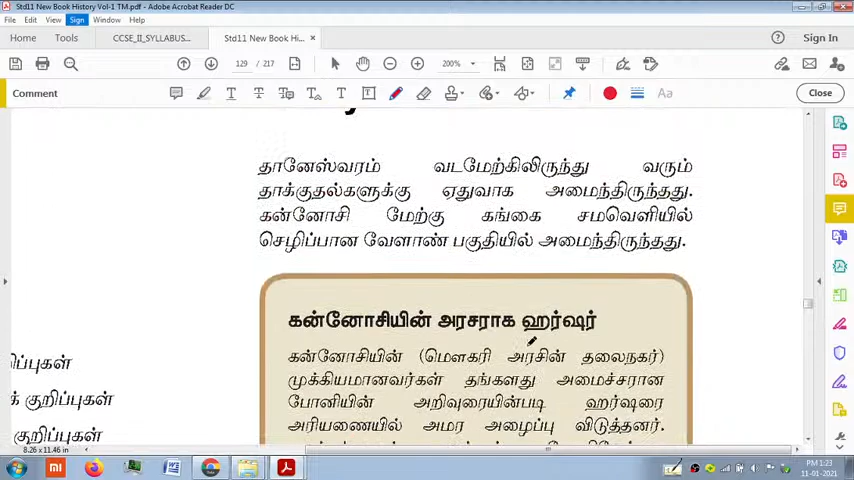 Std11 New Book History Vol-1 TM.pdf - Adobe Acrobat Reader DC
File Edit View Sign Window Help
Home Tools CCSE_II_SYLLABUS... Std11 New Book Hi... × Sign In
129 / 217 200%
Comment Close
தானேஸ்வரம் வடமேற்கிலிருந்து வரும்
தாக்குதல்களுக்கு ஏதுவாக அமைந்திருந்தது.
கன்னோசி மேற்கு கங்கை சமவெளியில்
செழிப்பான வேளாண் பகுதியில் அமைந்திருந்தது.
கன்னோசியின் அரசராக ஹர்ஷர்
கன்னோசியின் (மௌகரி அரசின் தலைநகர்)
முக்கியமானவர்கள் தங்களது அமைச்சரான
போனியின் அறிவுரையின்படி ஹர்ஷரை
அரியணையில் அமர அழைப்பு விடுத்தனர்.
றிப்புகள்
க் குறிப்புகள்
குறிப்புகள்
8.26 x 11.46 in
PM 1:23
11-01-2021